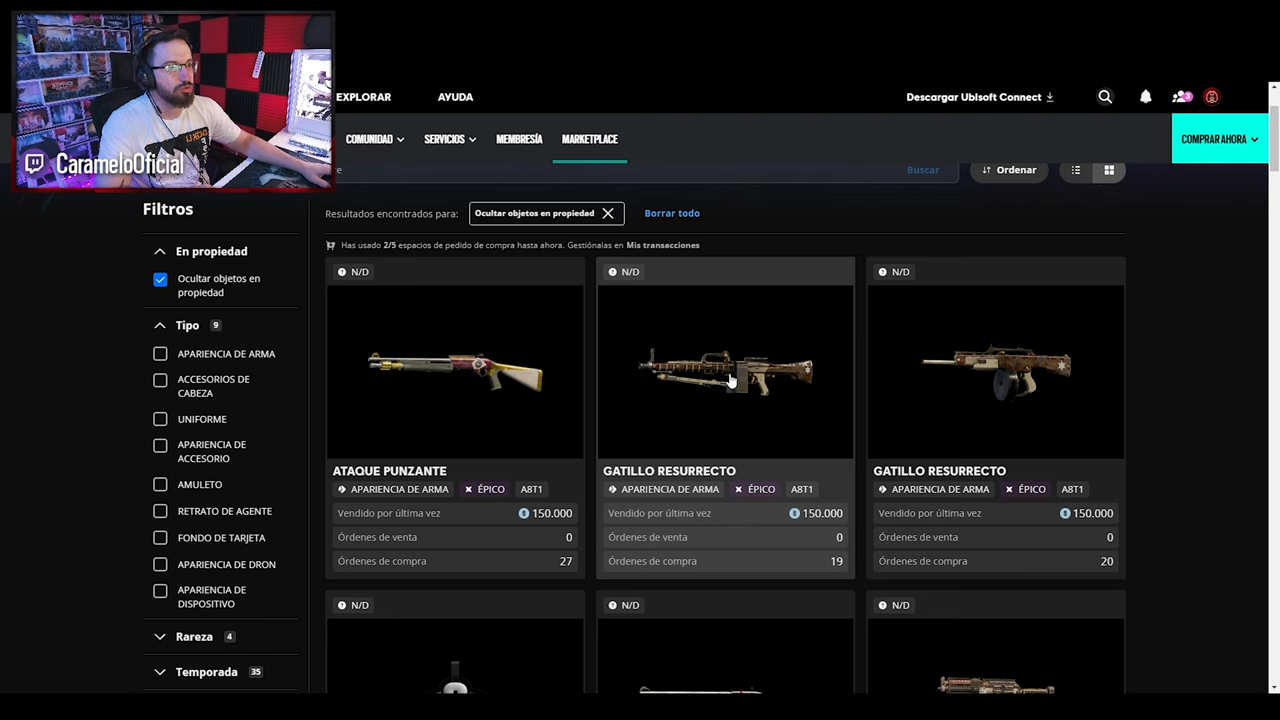 CarameloOficial
EXPLORAR
AYUDA
Descargar Ubisoft Connect
COMUNIDAD
SERVICIOS
MEMBRESÍA
MARKETPLACE
COMPRAR AHORA
Buscar
Ordenar
Filtros
En propiedad
Ocultar objetos en
propiedad
Tipo 9
APARIENCIA DE ARMA
ACCESORIOS DE
CABEZA
UNIFORME
APARIENCIA DE
ACCESORIO
AMULETO
RETRATO DE AGENTE
FONDO DE TARJETA
APARIENCIA DE DRON
APARIENCIA DE
DISPOSITIVO
Rareza 4
Temporada 35
Resultados encontrados para: Ocultar objetos en propiedad Borrar todo
Has usado 2/5 espacios de pedido de compra hasta ahora. Gestiónalas en Mis transacciones
N/D
ATAQUE PUNZANTE
APARIENCIA DE ARMA ÉPICO A8T1
Vendido por última vez 150.000
Órdenes de venta 0
Órdenes de compra 27
N/D
GATILLO RESURRECTO
APARIENCIA DE ARMA ÉPICO A8T1
Vendido por última vez 150.000
Órdenes de venta 0
Órdenes de compra 19
N/D
GATILLO RESURRECTO
APARIENCIA DE ARMA ÉPICO A8T1
Vendido por última vez 150.000
Órdenes de venta 0
Órdenes de compra 20
N/D
N/D
N/D